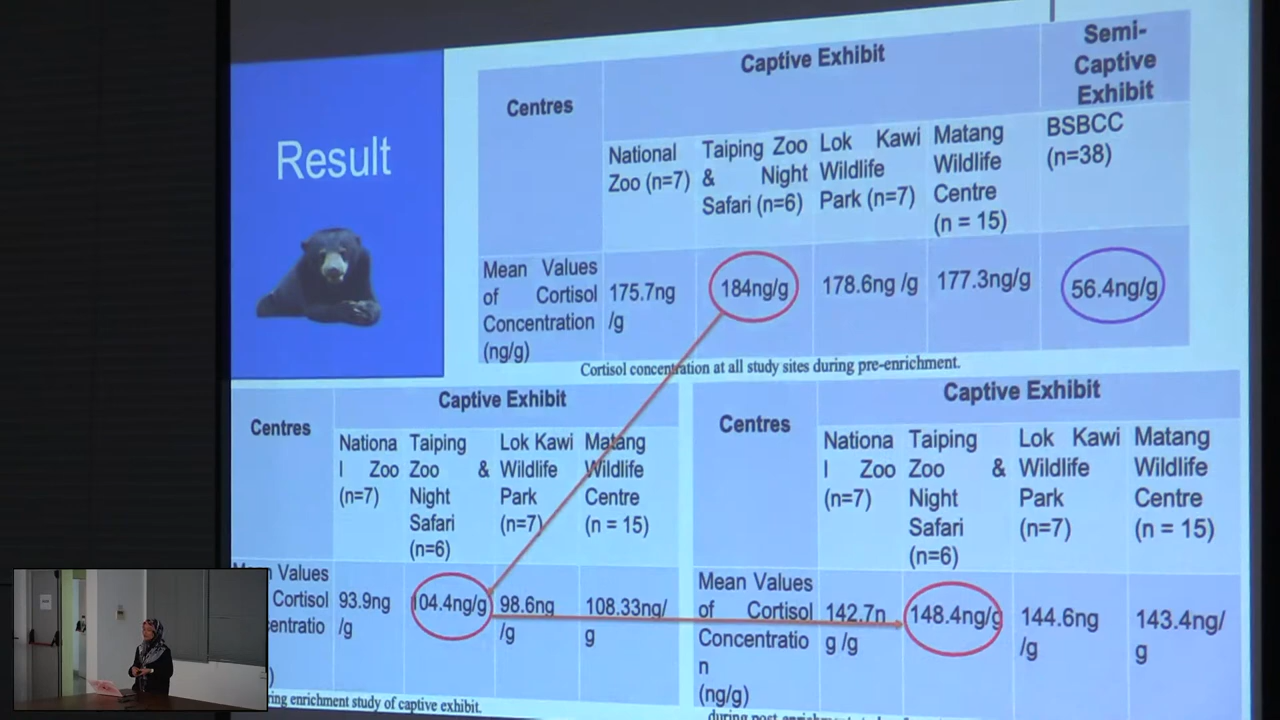 Result
Centres
Captive Exhibit
Semi-
Captive
Exhibit
National
Zoo (n=7)
Taiping Zoo
& Night
Safari (n=6)
Lok Kawi
Wildlife
Park (n=7)
Matang
Wildlife
Centre
(n = 15)
BSBCC
(n=38)
Mean Values
of Cortisol
Concentration
(ng/g)
175.7ng
/g
184ng/g
178.6ng /g
177.3ng/g
56.4ng/g
Cortisol concentration at all study sites during pre-enrichment.
Centres
Captive Exhibit
Nationa
l Zoo
(n=7)
Taiping
Zoo &
Night
Safari
(n=6)
Lok Kawi
Wildlife
Park
(n=7)
Matang
Wildlife
Centre
(n = 15)
Values
Cortisol
93.9ng
/g
104.4ng/g
98.6ng
/g
108.33ng/
g
enrichment study of captive exhibit.
Centres
Captive Exhibit
Nationa
l Zoo
(n=7)
Taiping
Zoo &
Night
Safari
(n=6)
Lok Kawi
Wildlife
Park
(n=7)
Matang
Wildlife
Centre
(n = 15)
Mean Values
of Cortisol
Concentratio
n
(ng/g)
142.7n
g /g
148.4ng/g
144.6ng
/g
143.4ng/
g